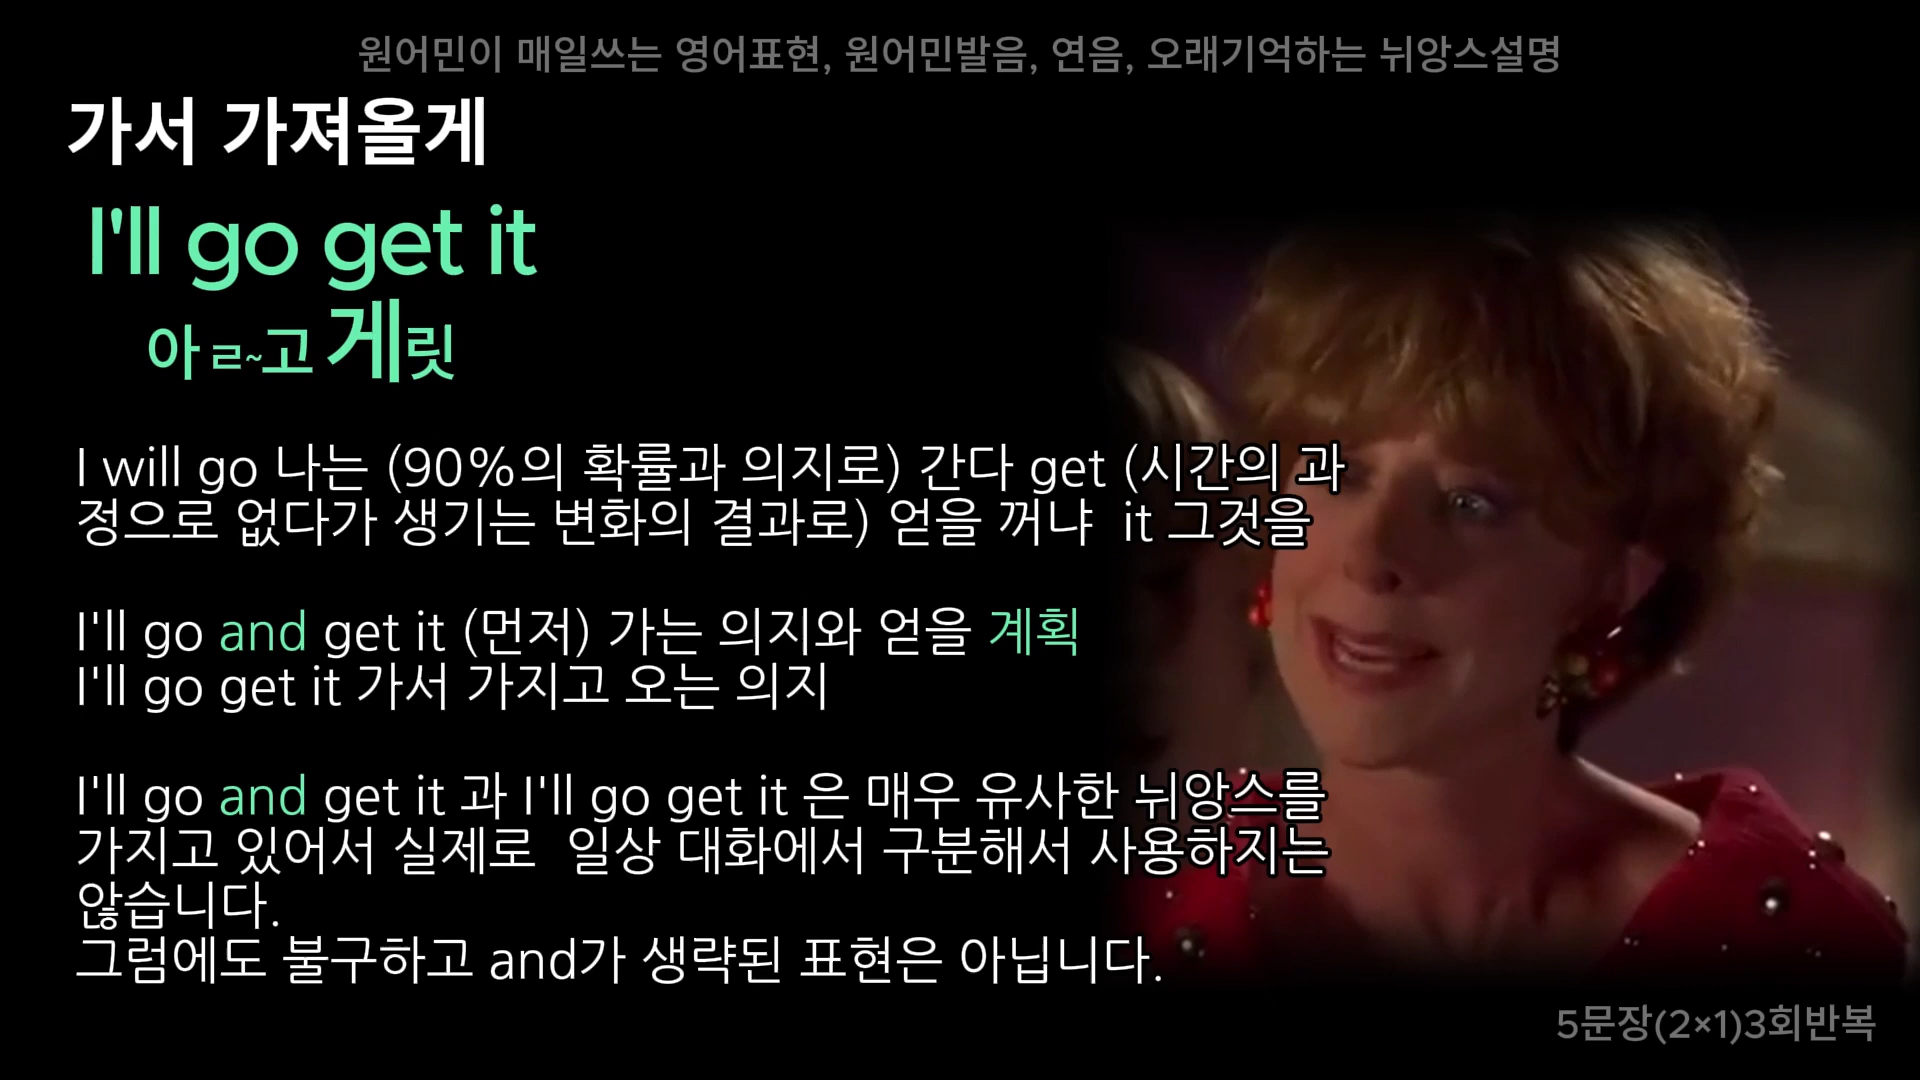 원어민이 매일쓰는 영어표현, 원어민발음, 연음, 오래기억하는 뉘앙스설명
가서 가져올게
I'll go get it
아 ㄹ~고 게릿
I will go 나는 (90%의 확률과 의지로) 간다 get (시간의 과
정으로 없다가 생기는 변화의 결과로) 얻을 꺼냐 it 그것을
I'll go and get it (먼저) 가는 의지와 얻을 계획
I'll go get it 가서 가지고 오는 의지
I'll go and get it 과 I'll go get it 은 매우 유사한 뉘앙스를
가지고 있어서 실제로 일상 대화에서 구분해서 사용하지는
않습니다.
그럼에도 불구하고 and가 생략된 표현은 아닙니다.
5문장(2×1)3회반복